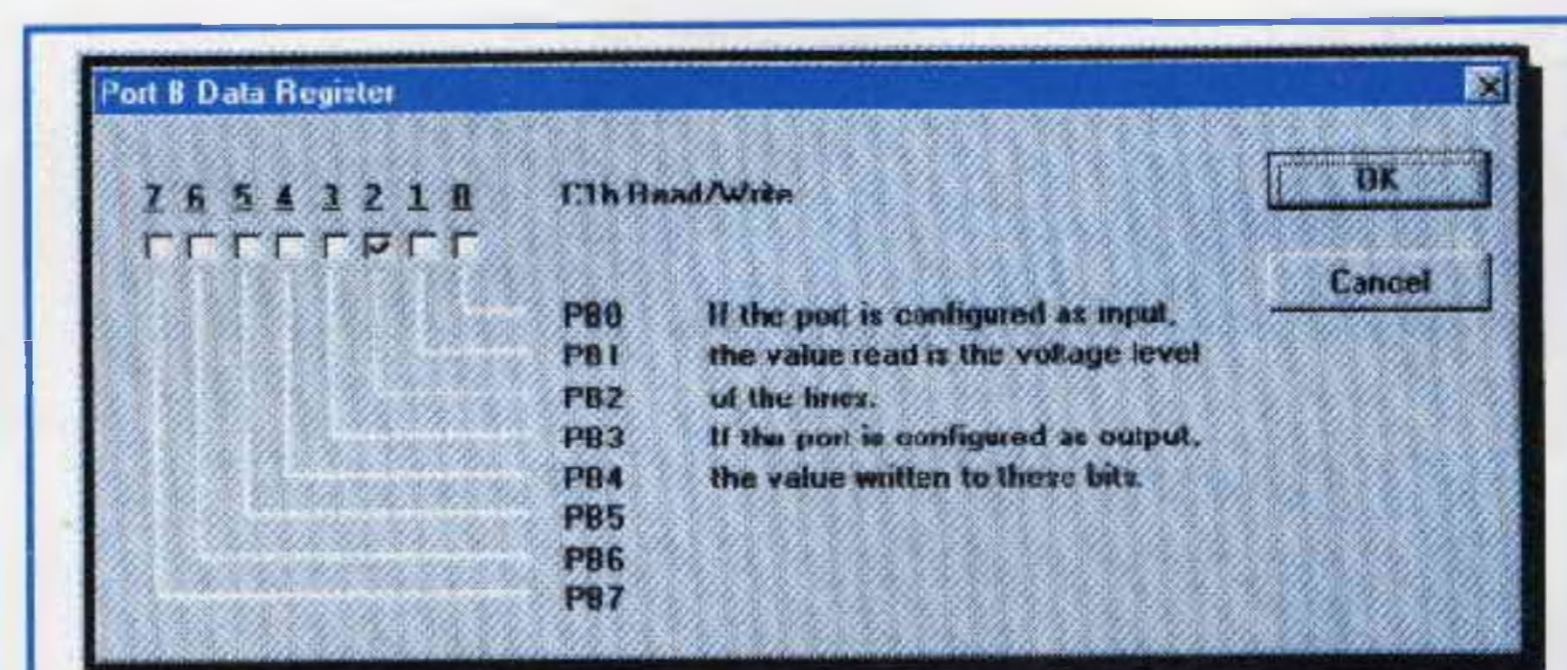 Port B Data Register
7 6 5 4 3 2 1 0
C1h Read/Write
OK
Cancel
PB0 If the port is configured as input,
PB1 the value read is the voltage level
PB2 of the lines.
PB3 If the port is configured as output,
PB4 the value written to these bits.
PB5
PB6
PB7